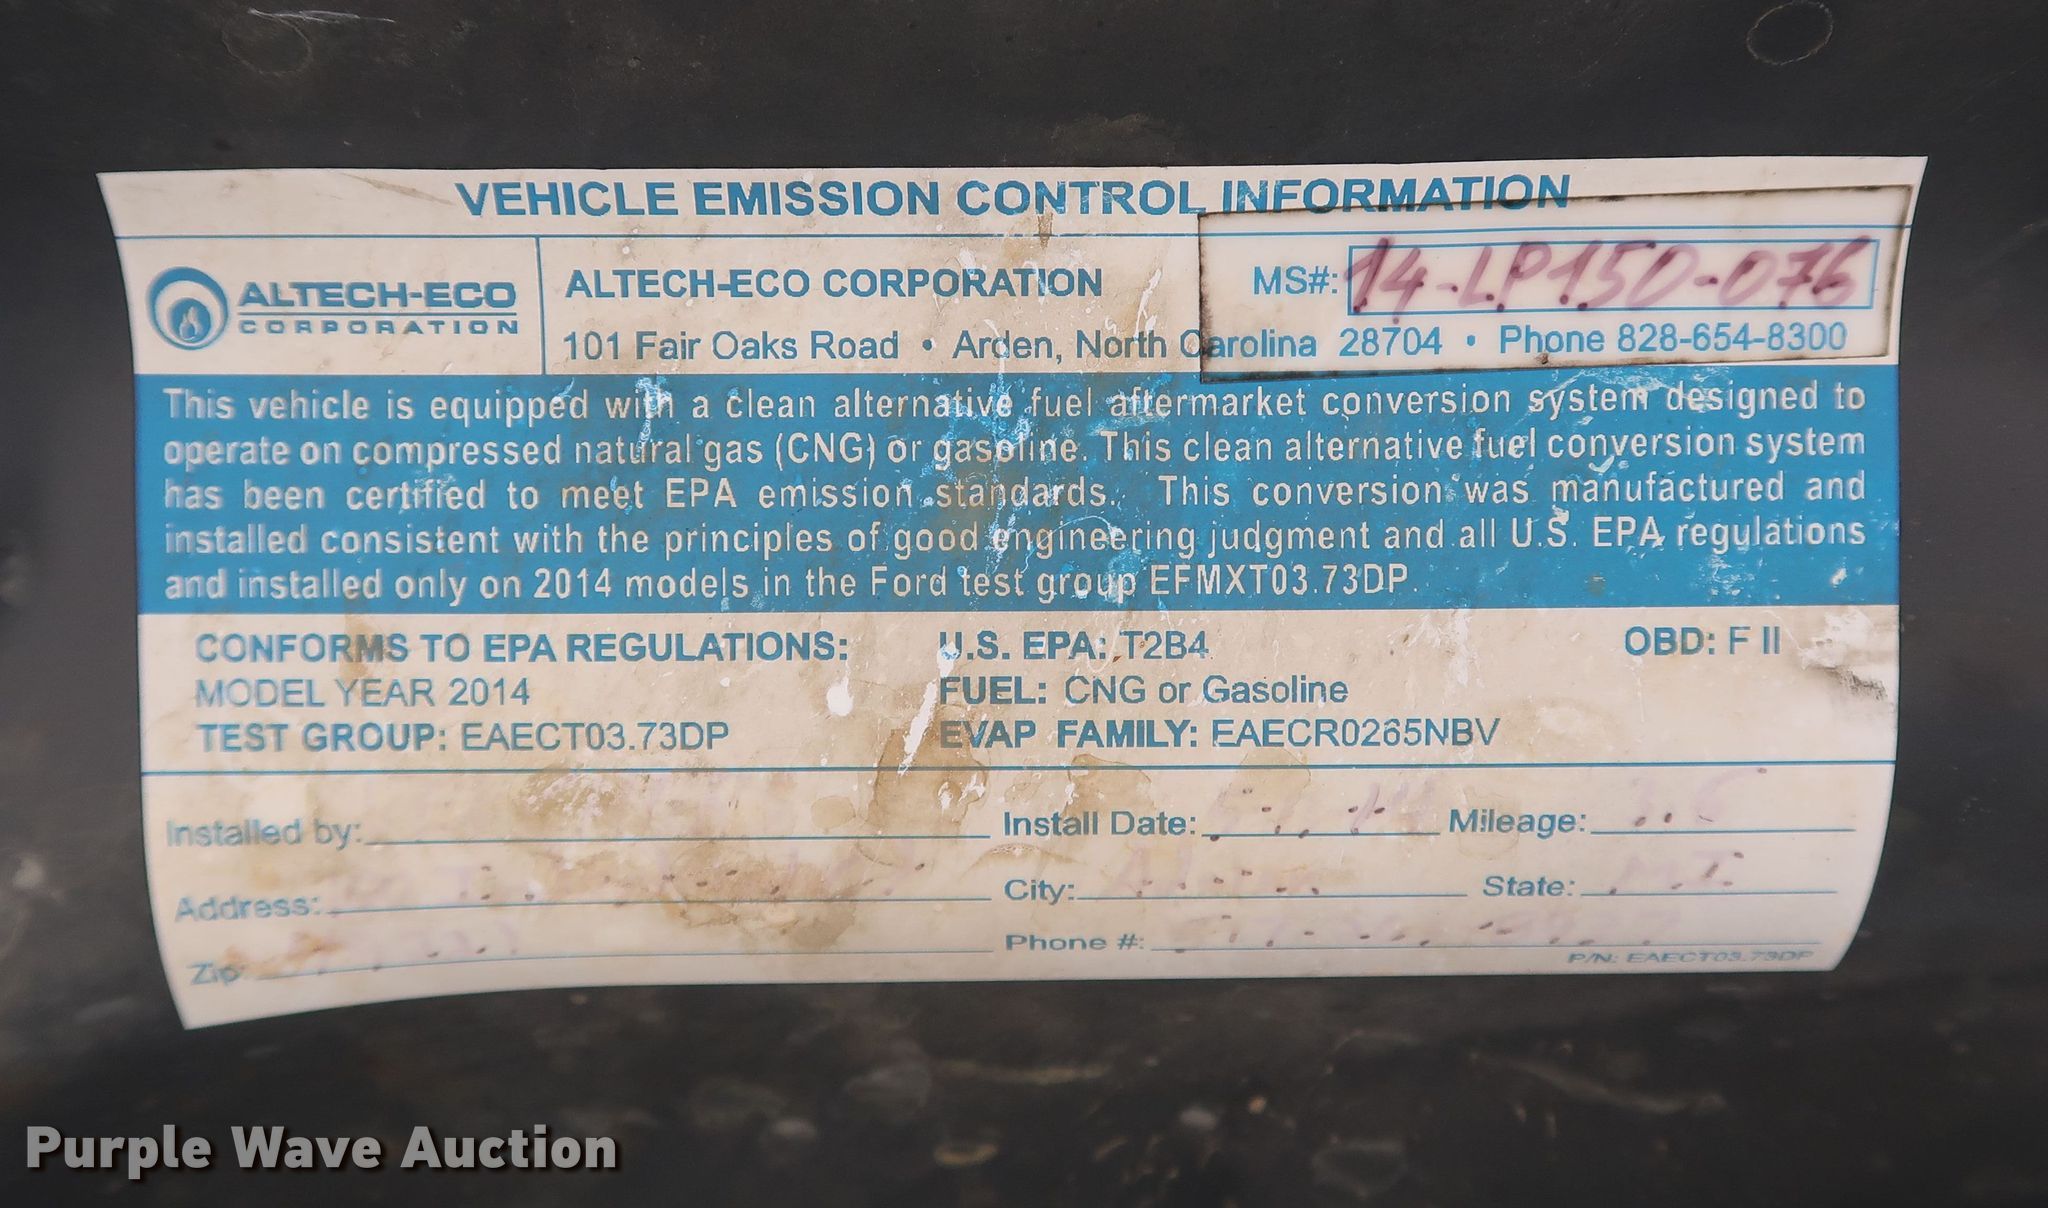 VEHICLE EMISSION CONTROL INFORMATION
ALTECH-ECO
CORPORATION
ALTECH-ECO CORPORATION
MS#: 14-LP150-076
101 Fair Oaks Road • Arden, North Carolina 28704 • Phone 828-654-8300
This vehicle is equipped with a clean alternative fuel aftermarket conversion system designed to
operate on compressed natural gas (CNG) or gasoline. This clean alternative fuel conversion system
has been certified to meet EPA emission standards. This conversion was manufactured and
installed consistent with the principles of good engineering judgment and all U.S. EPA regulations
and installed only on 2014 models in the Ford test group EFMXT03.73DP.
CONFORMS TO EPA REGULATIONS: U.S. EPA: T2B4 OBD: F II
MODEL YEAR 2014 FUEL: CNG or Gasoline
TEST GROUP: EAECT03.73DP EVAP FAMILY: EAECR0265NBV
Installed by: Install Date: Mileage:
Address: City: State:
Zip: Phone #:
P/N: EAECT03.73DP
Purple Wave Auction